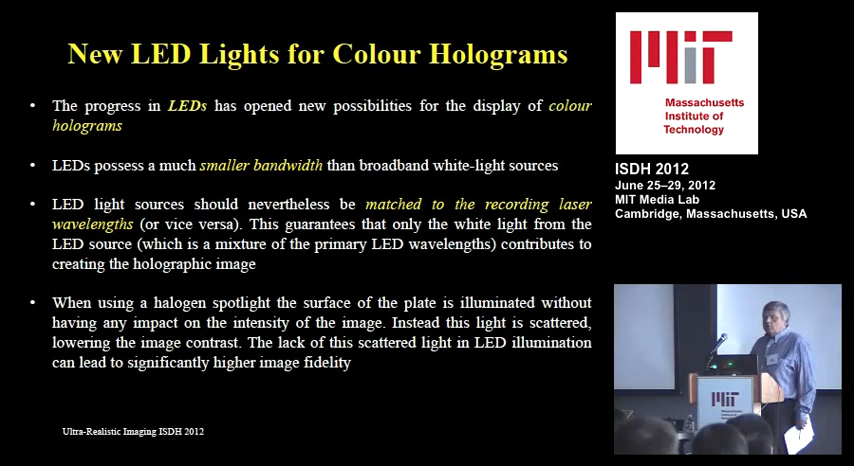 New LED Lights for Colour Holograms
• The progress in LEDs has opened new possibilities for the display of colour
holograms
• LEDs possess a much smaller bandwidth than broadband white-light sources
• LED light sources should nevertheless be matched to the recording laser
wavelengths (or vice versa). This guarantees that only the white light from the
LED source (which is a mixture of the primary LED wavelengths) contributes to
creating the holographic image
• When using a halogen spotlight the surface of the plate is illuminated without
having any impact on the intensity of the image. Instead this light is scattered,
lowering the image contrast. The lack of this scattered light in LED illumination
can lead to significantly higher image fidelity
Ultra-Realistic Imaging ISDH 2012
Massachusetts
Institute of
Technology
ISDH 2012
June 25–29, 2012
MIT Media Lab
Cambridge, Massachusetts, USA
MIT